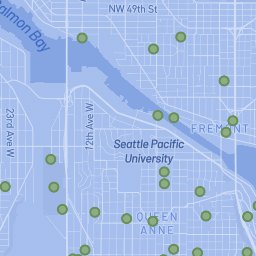 NW 49th St
Salmon Bay
23rd Ave W
12th Ave W
FREMONT
Seattle Pacific
University
QUEEN
ANNE